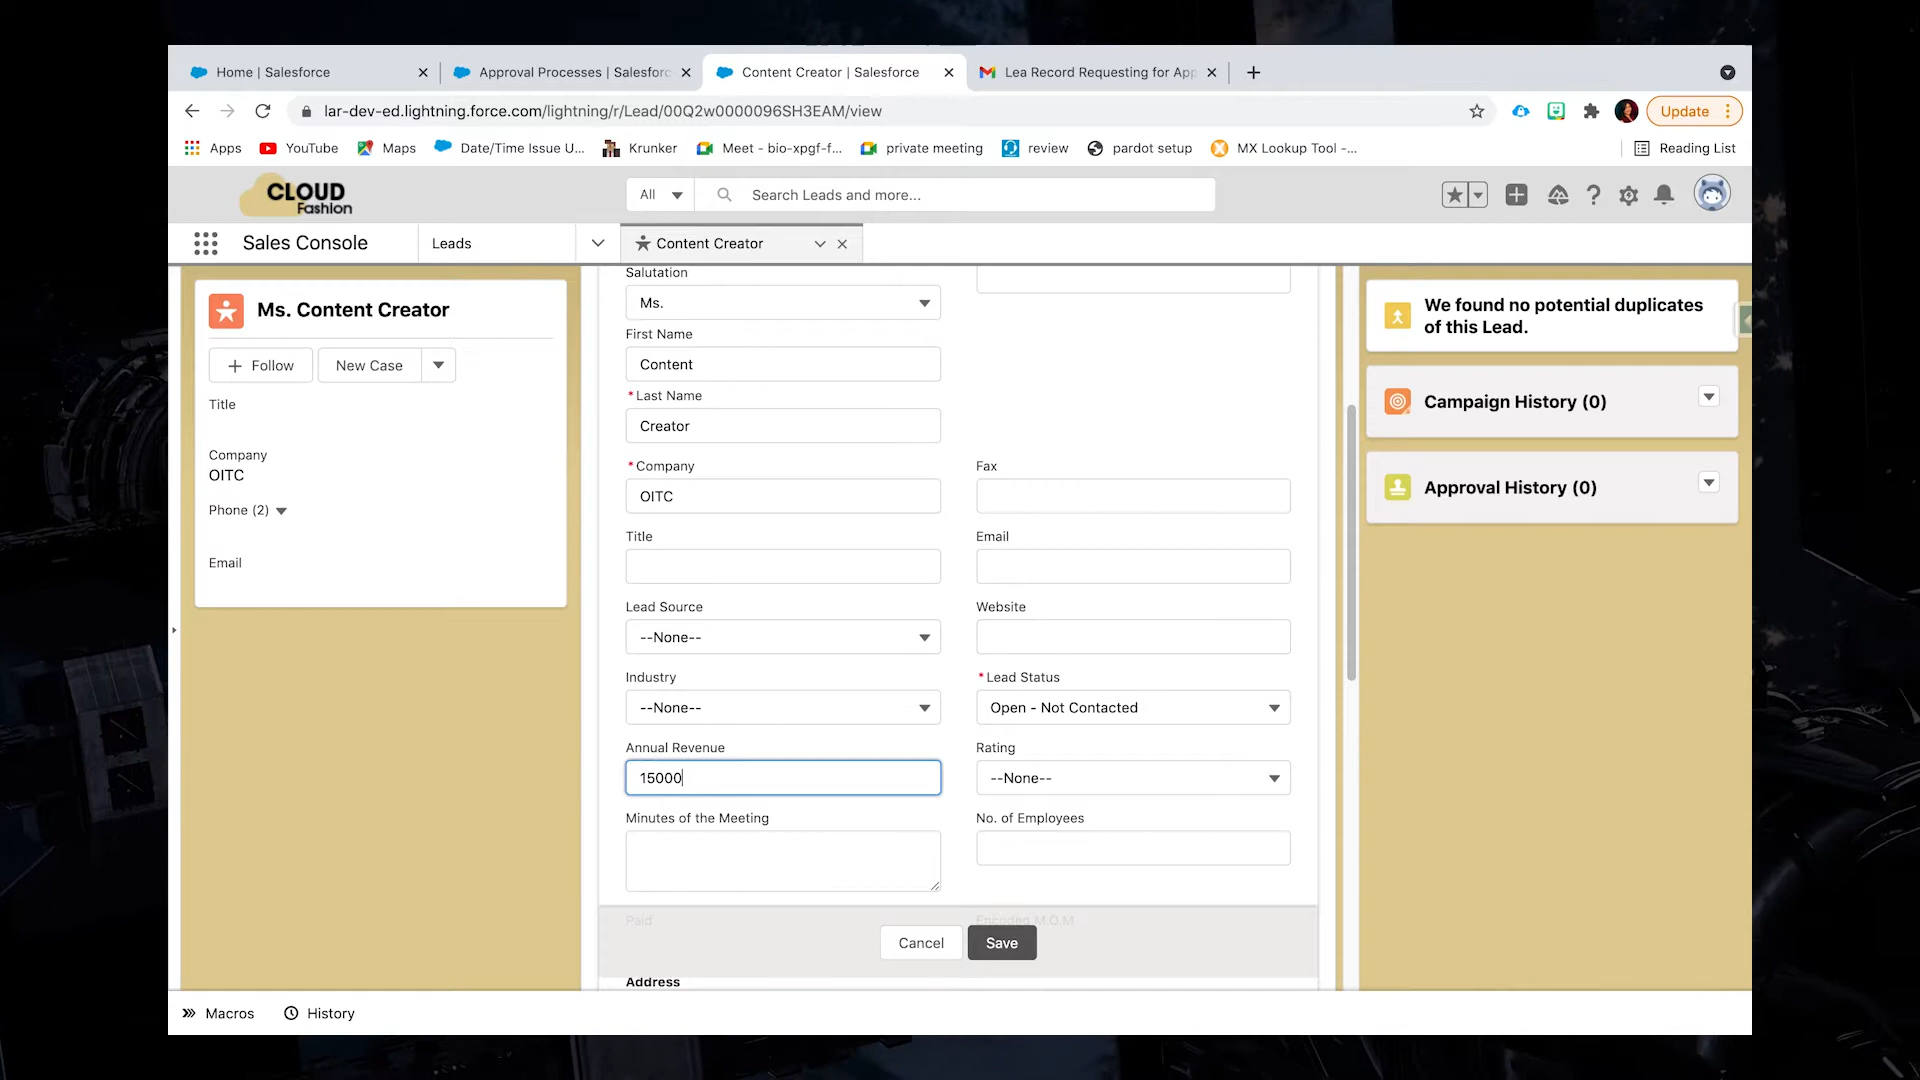 Home | Salesforce
Approval Processes | Salesforc
Content Creator | Salesforce
Lea Record Requesting for App
lar-dev-ed.lightning.force.com/lightning/r/Lead/00Q2w0000096SH3EAM/view
Update
Apps
YouTube
Maps
Date/Time Issue U...
Krunker
Meet - bio-xpgf-f...
private meeting
review
pardot setup
MX Lookup Tool -...
Reading List
CLOUD
Fashion
All
Search Leads and more...
Sales Console
Leads
Content Creator
Ms. Content Creator
Follow
New Case
Title
Company
OITC
Phone (2)
Email
Salutation
Ms.
First Name
Content
*Last Name
Creator
*Company
OITC
Fax
Title
Email
Lead Source
--None--
Website
Industry
--None--
*Lead Status
Open - Not Contacted
Annual Revenue
15000
Rating
--None--
Minutes of the Meeting
No. of Employees
Paid
Encoded M.O.M
Cancel
Save
Address
We found no potential duplicates
of this Lead.
Campaign History (0)
Approval History (0)
Macros
History